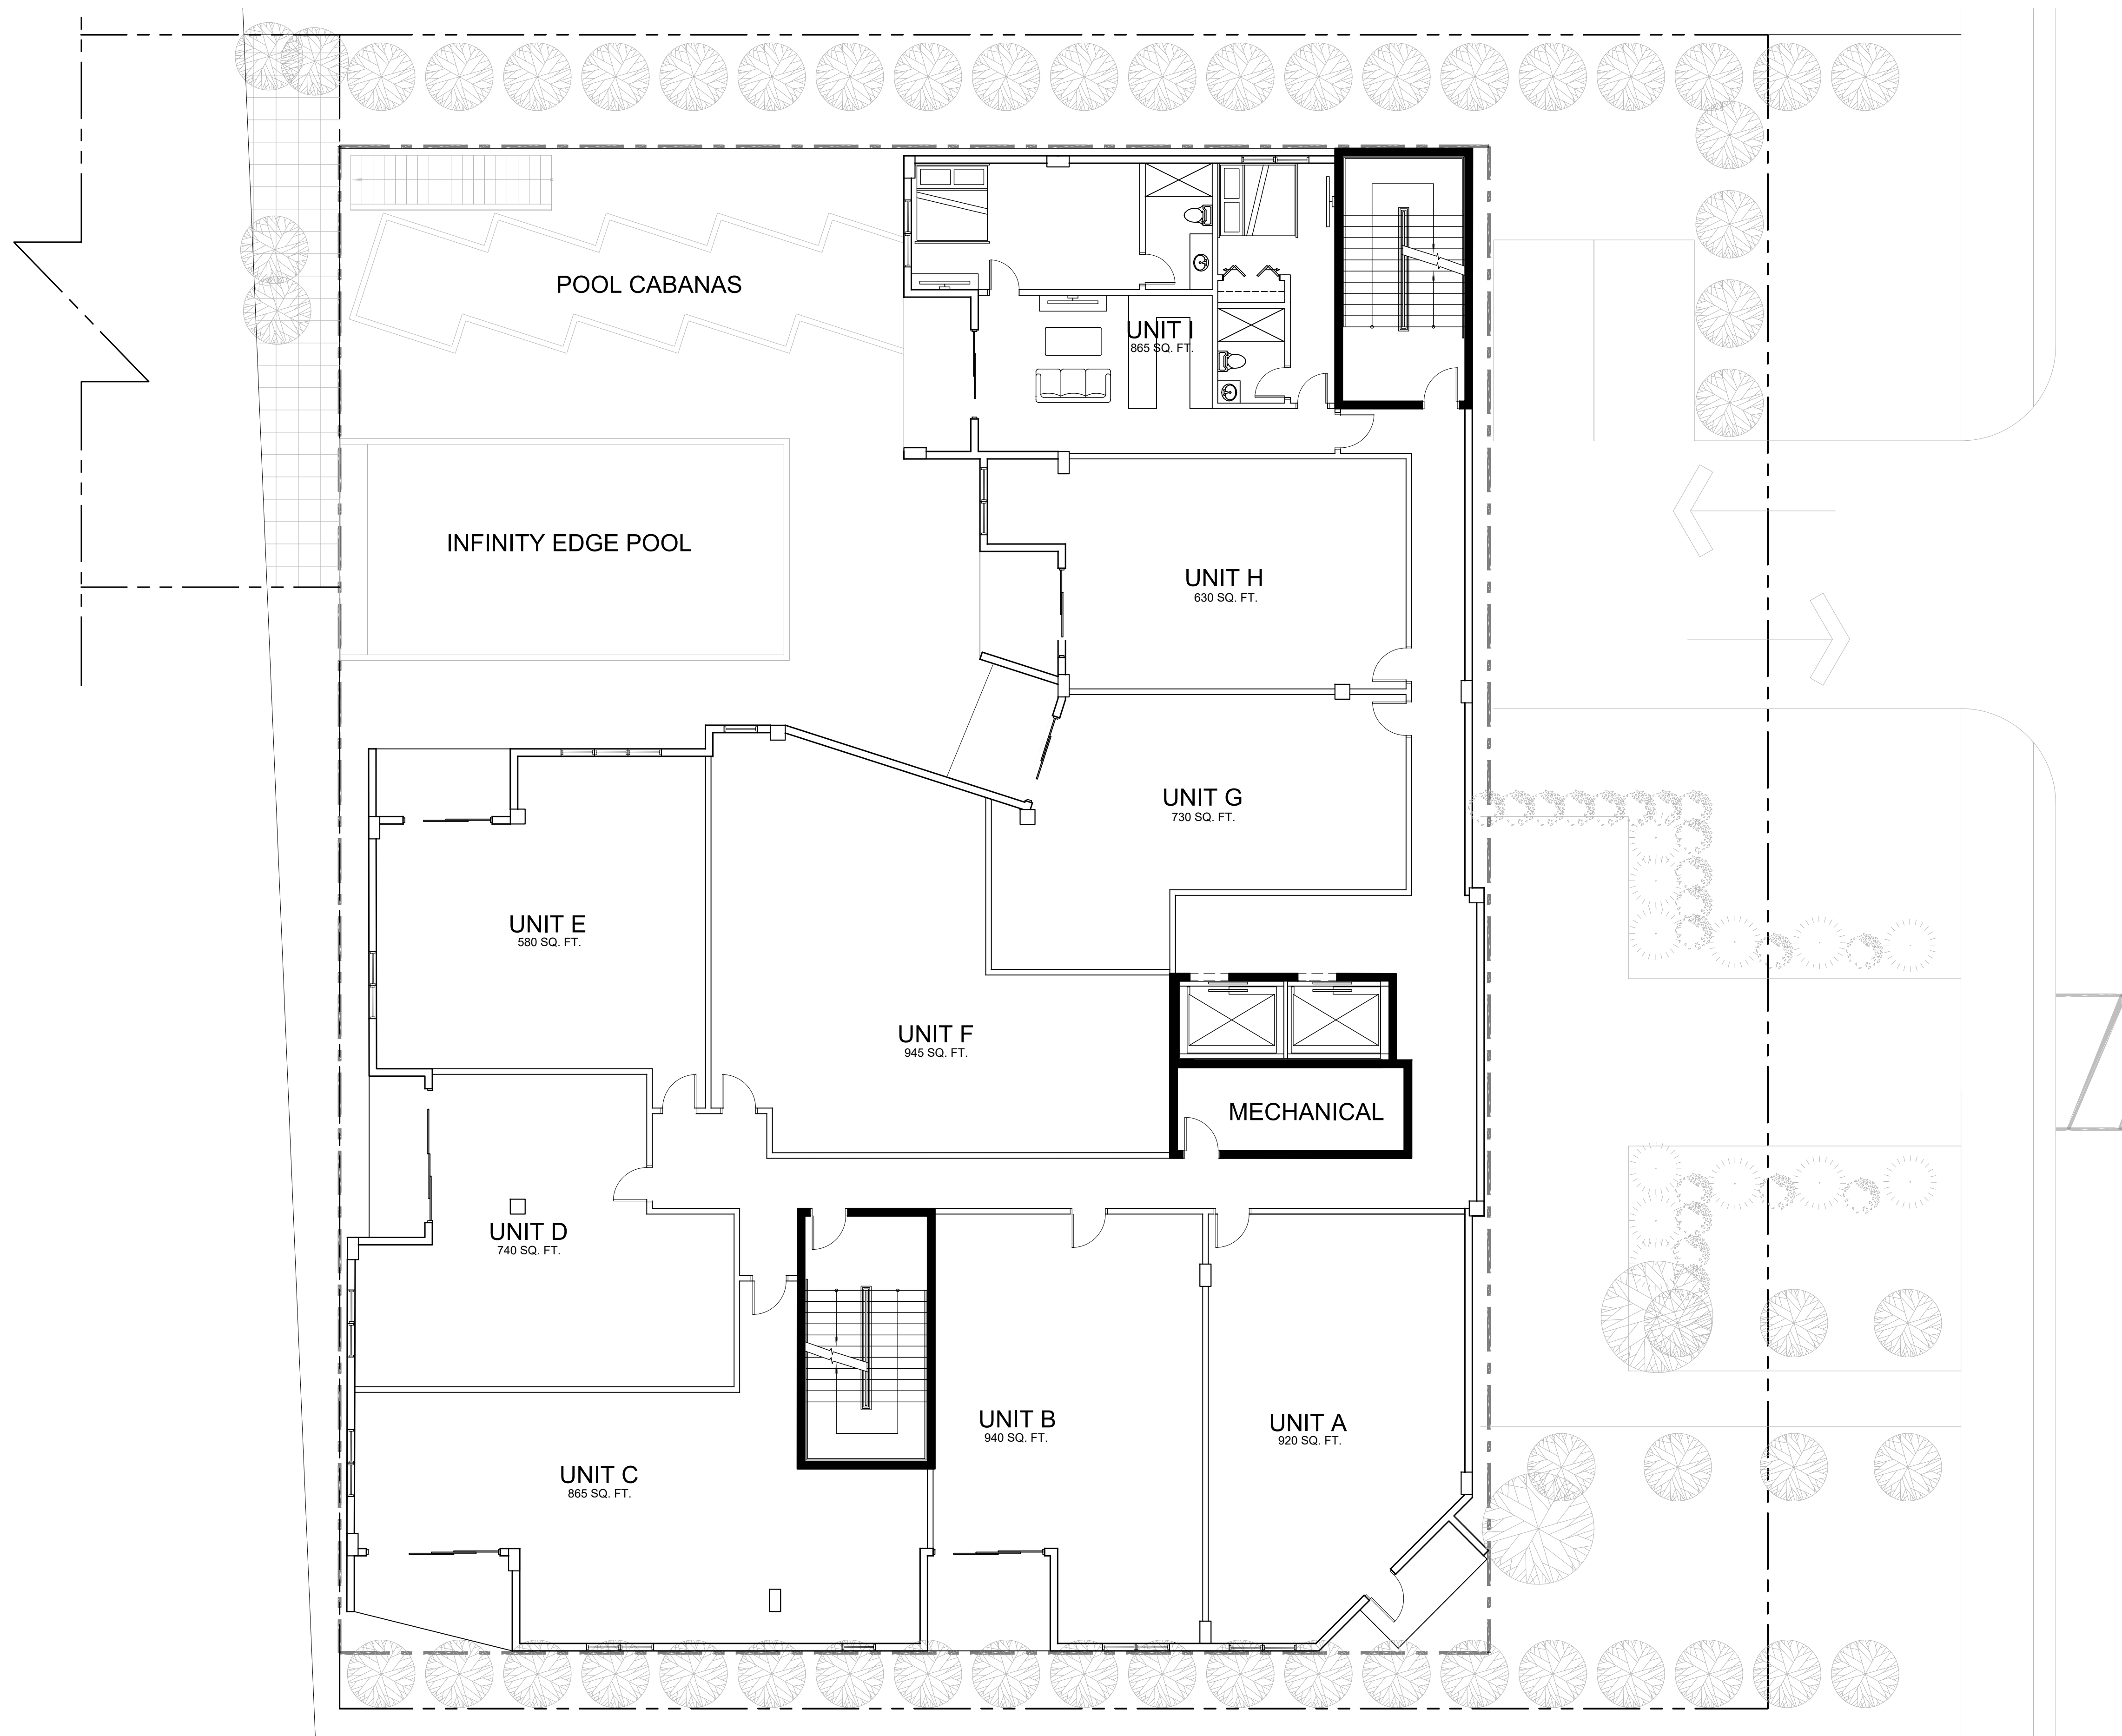 POOL CABANAS
UNIT I
865 SQ. FT.
INFINITY EDGE POOL
UNIT H
630 SQ. FT.
UNIT G
730 SQ. FT.
UNIT E
580 SQ. FT.
UNIT F
945 SQ. FT.
MECHANICAL
UNIT D
740 SQ. FT.
UNIT B
940 SQ. FT.
UNIT A
920 SQ. FT.
UNIT C
865 SQ. FT.